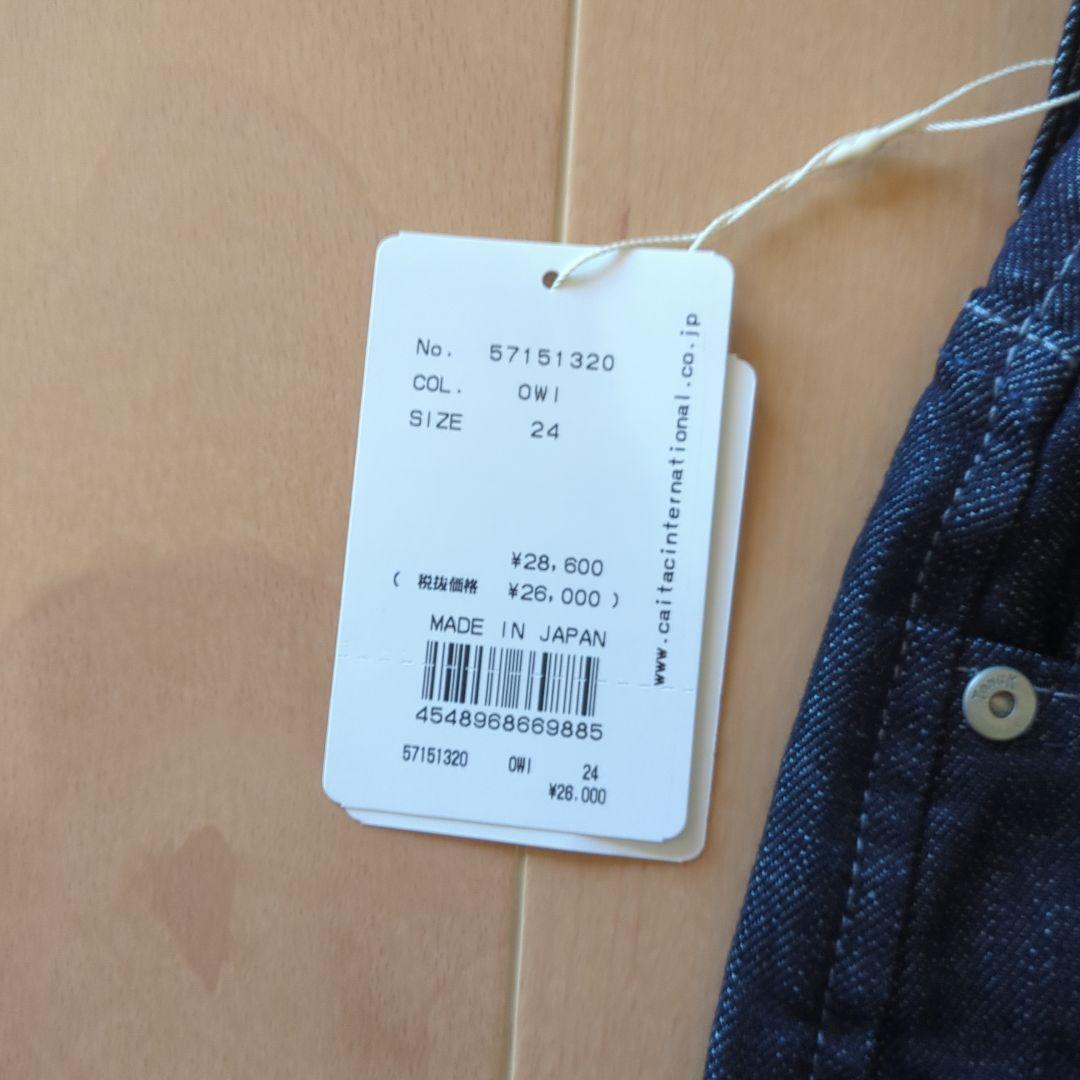 No. 57151320
COL. OWI
SIZE 24
¥28,600
( 税抜価格 ¥26,000 )
MADE IN JAPAN
4548968669885
57151320 OWI 24
¥26.000
www.caitacinternational.co.jp